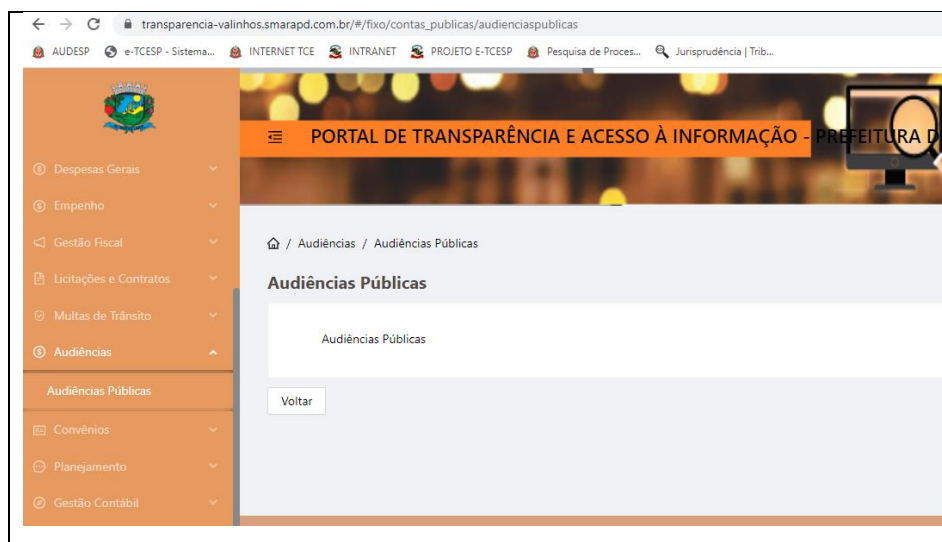 transparencia-valinhos.smarapd.com.br/#/fixo/contas_publicas/audienciaspublicas
AUDESP e-TCESP - Sistema... INTERNET TCE INTRANET PROJETO E-TCESP Pesquisa de Proces... Jurisprudência | Trib...
PORTAL DE TRANSPARÊNCIA E ACESSO À INFORMAÇÃO - PREFEITURA D
Despesas Gerais
Empenho
Gestão Fiscal
Licitações e Contratos
Multas de Trânsito
Audiências
Audiências Públicas
Convênios
Planejamento
Gestão Contábil
/ Audiências / Audiências Públicas
Audiências Públicas
Audiências Públicas
Voltar